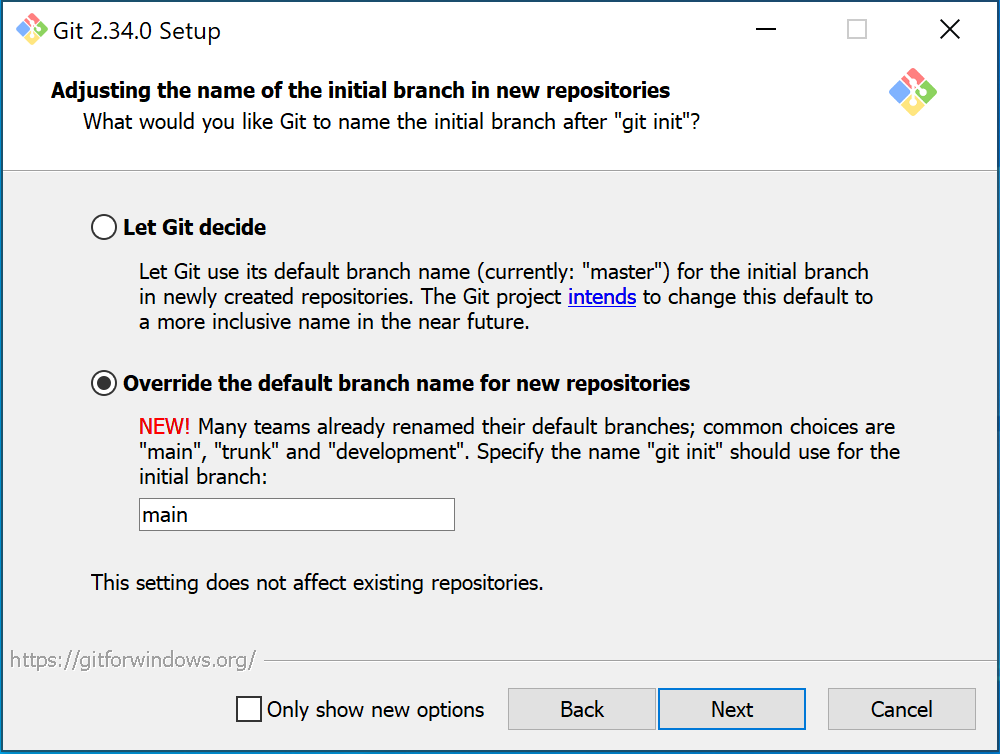 Git 2.34.0 Setup
Adjusting the name of the initial branch in new repositories
What would you like Git to name the initial branch after "git init"?
Let Git decide
Let Git use its default branch name (currently: "master") for the initial branch
in newly created repositories. The Git project intends to change this default to
a more inclusive name in the near future.
Override the default branch name for new repositories
NEW! Many teams already renamed their default branches; common choices are
"main", "trunk" and "development". Specify the name "git init" should use for the
initial branch:
main
This setting does not affect existing repositories.
https://gitforwindows.org/
Only show new options
Back
Next
Cancel